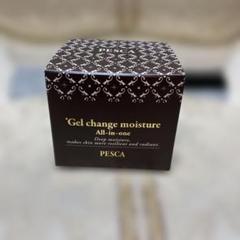 PESCA
Gel change moisture
All-in-one
Deep moisture,
makes skin more resilient and radiant.
PESCA